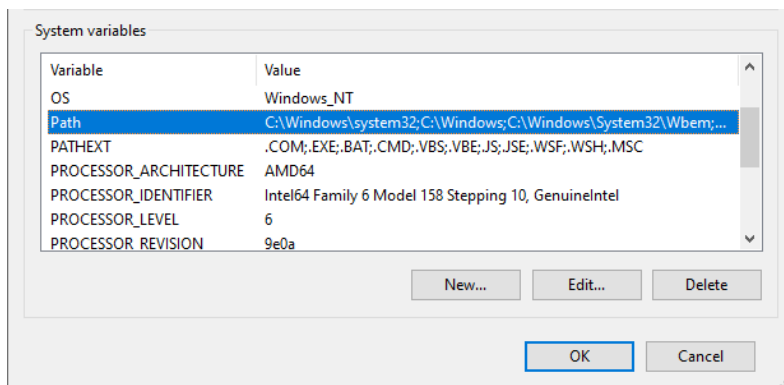 System variables
Variable Value
OS Windows_NT
Path C:\Windows\system32;C:\Windows;C:\Windows\System32\Wbem;...
PATHEXT .COM;.EXE;.BAT;.CMD;.VBS;.VBE;.JS;.JSE;.WSF;.WSH;.MSC
PROCESSOR_ARCHITECTURE AMD64
PROCESSOR_IDENTIFIER Intel64 Family 6 Model 158 Stepping 10, GenuineIntel
PROCESSOR_LEVEL 6
PROCESSOR_REVISION 9e0a
New... Edit... Delete
OK Cancel